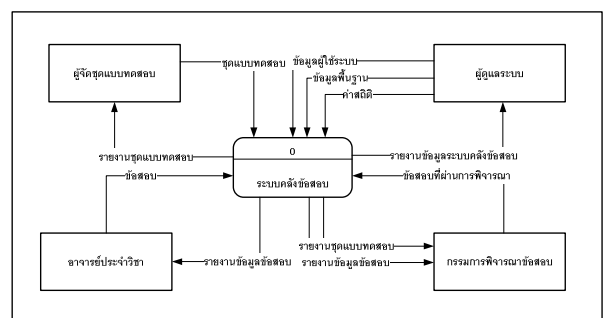 ผู้จัดชุดแบบทดสอบ
ชุดแบบทดสอบ
ข้อมูลผู้ใช้ระบบ
ข้อมูลพื้นฐาน
ค่าสถิติ
ผู้ดูแลระบบ
0
ระบบคลังข้อสอบ
รายงานชุดแบบทดสอบ
ข้อสอบ
รายงานข้อมูลระบบคลังข้อสอบ
ข้อสอบที่ผ่านการพิจารณา
อาจารย์ประจำวิชา
รายงานข้อมูลข้อสอบ
รายงานชุดแบบทดสอบ
รายงานข้อมูลข้อสอบ
กรรมการพิจารณาข้อสอบ